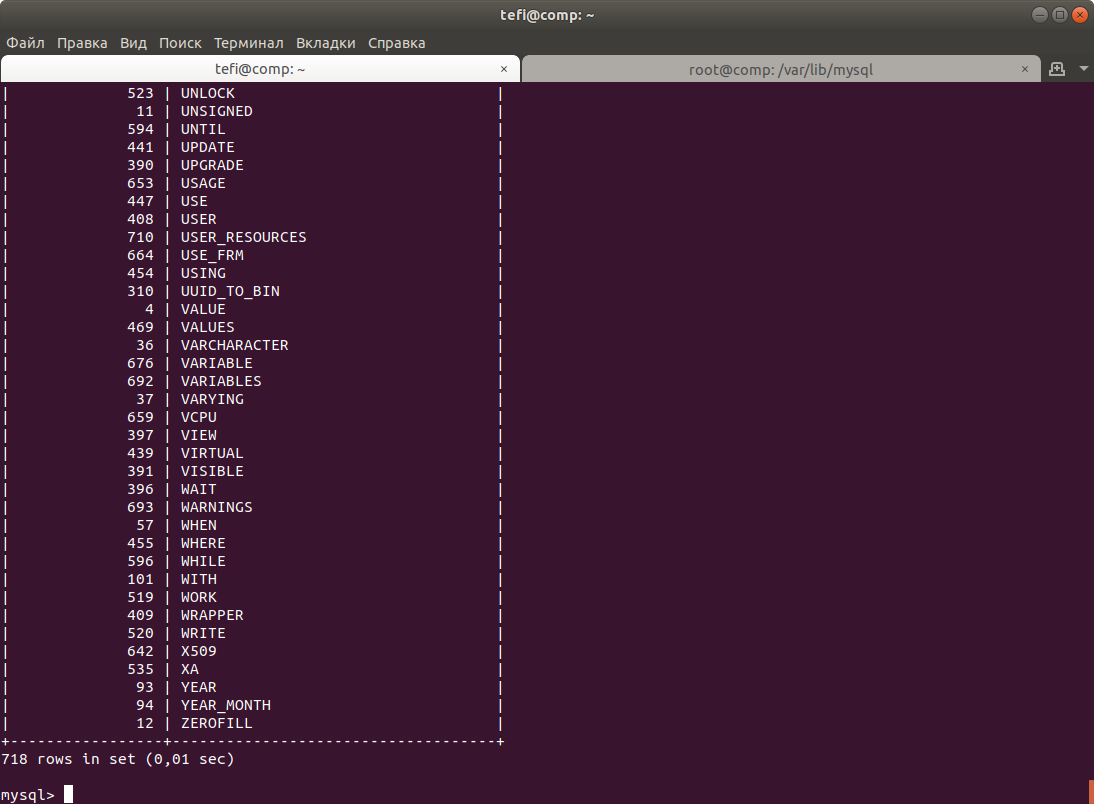 tefi@comp: ~
Файл Правка Вид Поиск Терминал Вкладки Справка
tefi@comp: ~ × root@comp: /var/lib/mysql ×
| 523 | UNLOCK |
| 11 | UNSIGNED |
| 594 | UNTIL |
| 441 | UPDATE |
| 390 | UPGRADE |
| 653 | USAGE |
| 447 | USE |
| 408 | USER |
| 710 | USER_RESOURCES |
| 664 | USE_FRM |
| 454 | USING |
| 310 | UUID_TO_BIN |
| 4 | VALUE |
| 469 | VALUES |
| 36 | VARCHARACTER |
| 676 | VARIABLE |
| 692 | VARIABLES |
| 37 | VARYING |
| 659 | VCPU |
| 397 | VIEW |
| 439 | VIRTUAL |
| 391 | VISIBLE |
| 396 | WAIT |
| 693 | WARNINGS |
| 57 | WHEN |
| 455 | WHERE |
| 596 | WHILE |
| 101 | WITH |
| 519 | WORK |
| 409 | WRAPPER |
| 520 | WRITE |
| 642 | X509 |
| 535 | XA |
| 93 | YEAR |
| 94 | YEAR_MONTH |
| 12 | ZEROFILL |
+-----------------+------------------------------------+
718 rows in set (0,01 sec)
mysql>